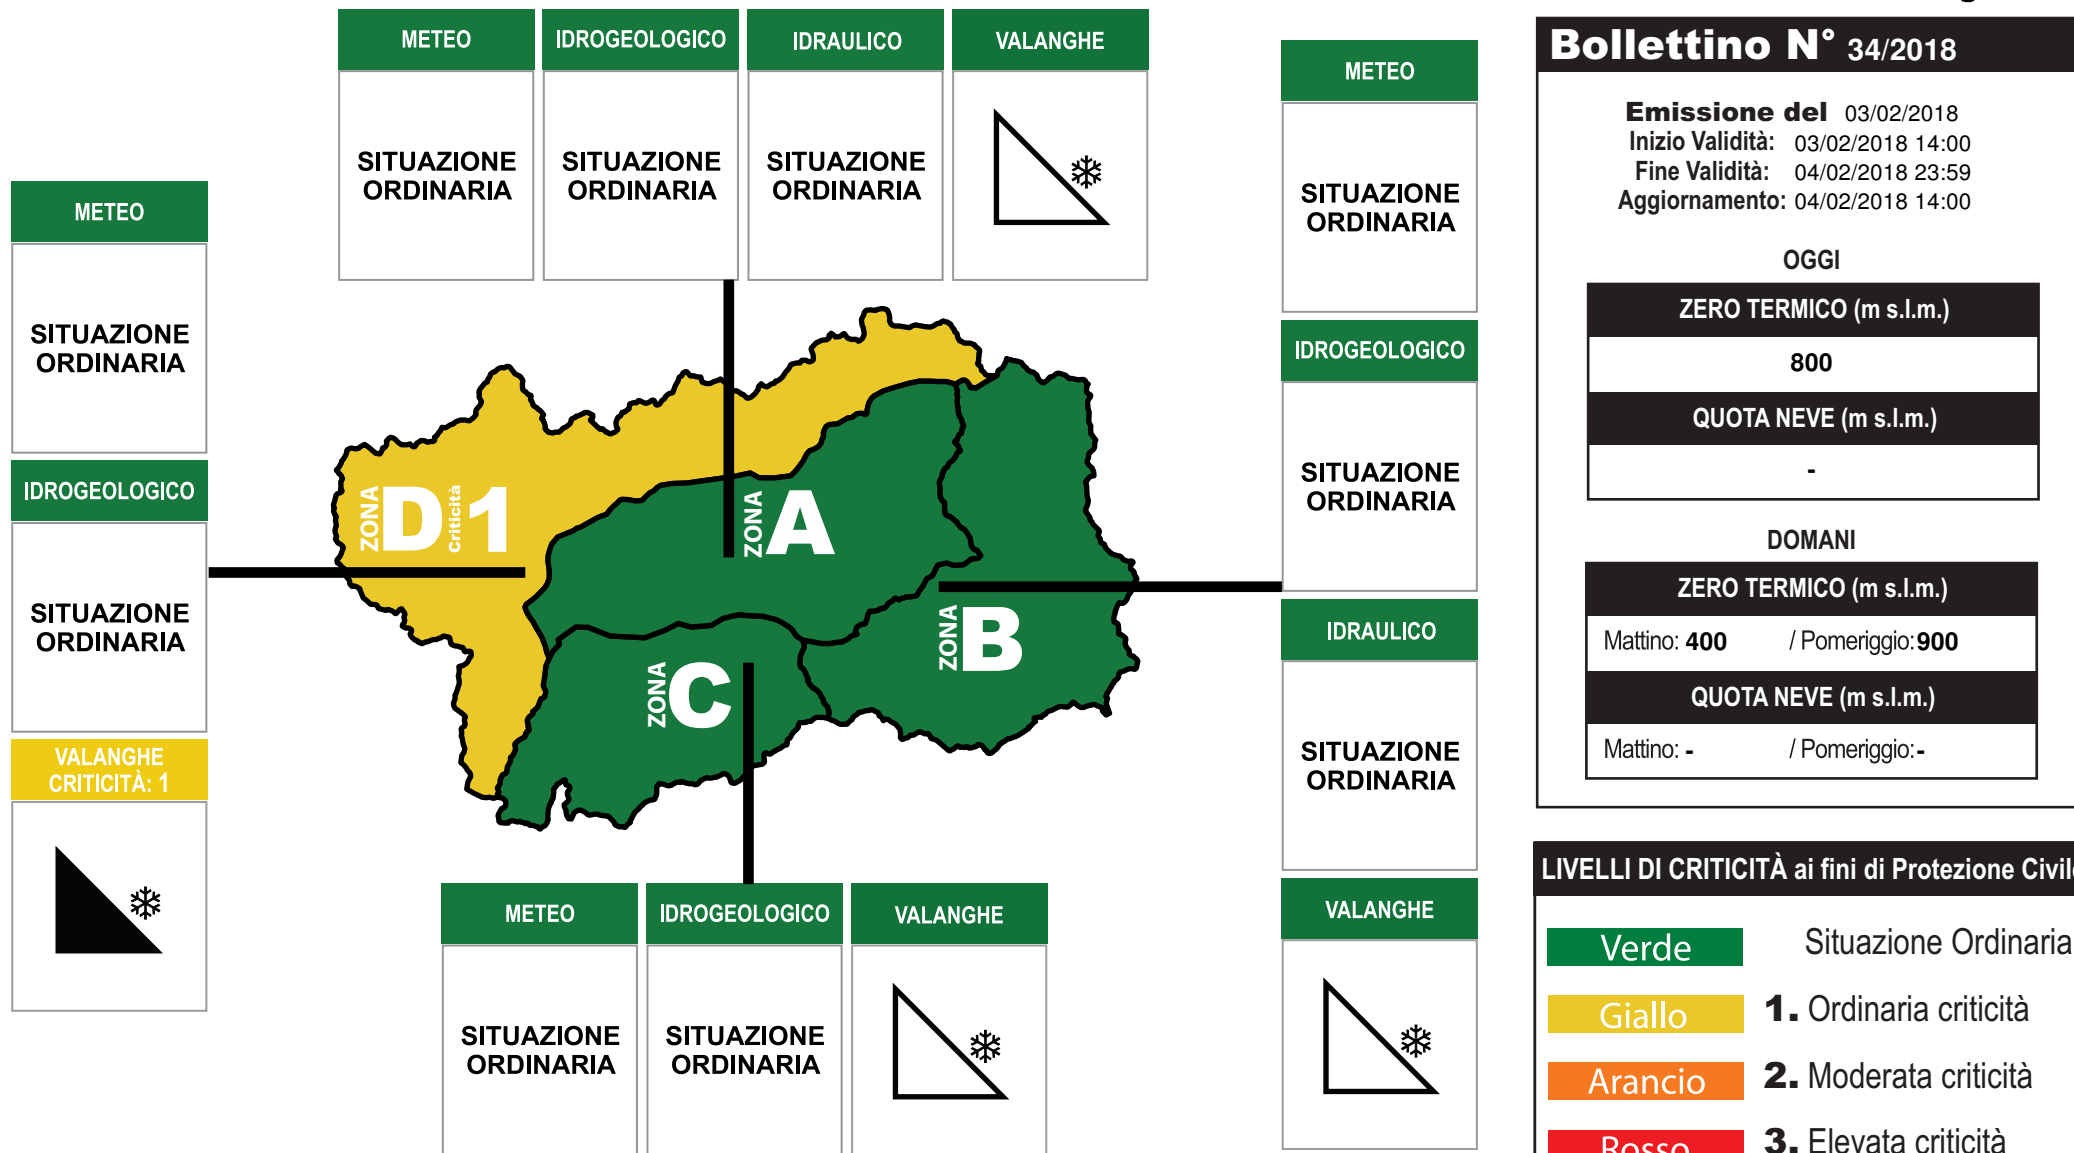 METEO
IDROGEOLOGICO
IDRAULICO
VALANGHE
SITUAZIONE
ORDINARIA
SITUAZIONE
ORDINARIA
SITUAZIONE
ORDINARIA
METEO
SITUAZIONE
ORDINARIA
IDROGEOLOGICO
SITUAZIONE
ORDINARIA
VALANGHE
CRITICITÀ: 1
ZONA
D
Criticità
1
ZONA
A
ZONA
B
ZONA
C
METEO
IDROGEOLOGICO
VALANGHE
SITUAZIONE
ORDINARIA
SITUAZIONE
ORDINARIA
METEO
SITUAZIONE
ORDINARIA
IDROGEOLOGICO
SITUAZIONE
ORDINARIA
IDRAULICO
SITUAZIONE
ORDINARIA
VALANGHE
Bollettino N° 34/2018
Emissione del 03/02/2018
Inizio Validità: 03/02/2018 14:00
Fine Validità: 04/02/2018 23:59
Aggiornamento: 04/02/2018 14:00
OGGI
ZERO TERMICO (m s.l.m.)
800
QUOTA NEVE (m s.l.m.)
-
DOMANI
ZERO TERMICO (m s.l.m.)
Mattino: 400 / Pomeriggio: 900
QUOTA NEVE (m s.l.m.)
Mattino: - / Pomeriggio: -
LIVELLI DI CRITICITÀ ai fini di Protezione Civile
Verde Situazione Ordinaria
Giallo 1. Ordinaria criticità
Arancio 2. Moderata criticità
Rosso 3. Elevata criticità